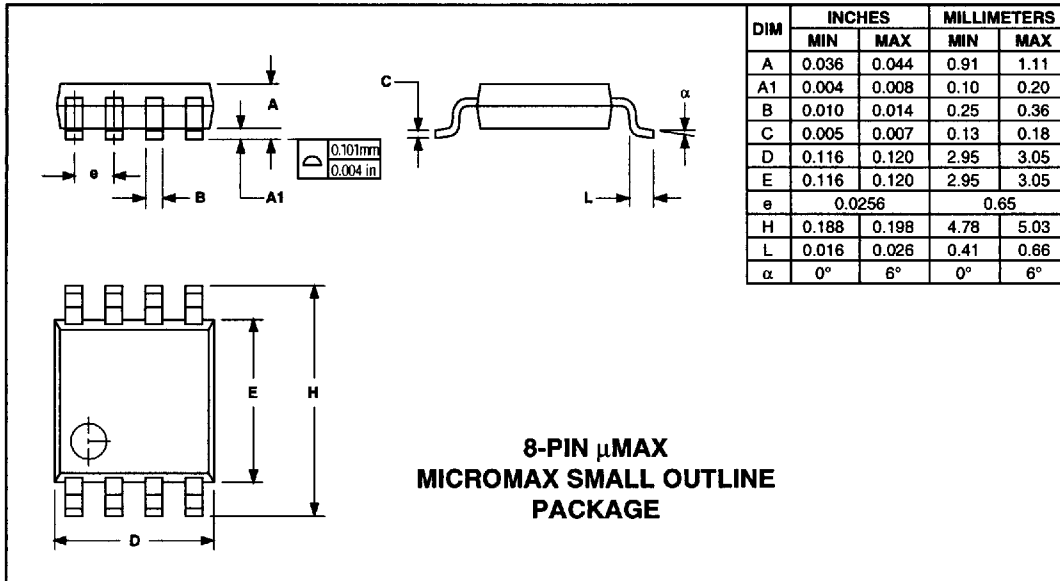 DIM INCHES MILLIMETERS
MIN MAX MIN MAX
A 0.036 0.044 0.91 1.11
A1 0.004 0.008 0.10 0.20
B 0.010 0.014 0.25 0.36
C 0.005 0.007 0.13 0.18
D 0.116 0.120 2.95 3.05
E 0.116 0.120 2.95 3.05
e 0.0256 0.65
H 0.188 0.198 4.78 5.03
L 0.016 0.026 0.41 0.66
α 0° 6° 0° 6°
A
C
α
0.101mm
0.004 in
e
B
A1
L
E
H
D
8-PIN μMAX
MICROMAX SMALL OUTLINE
PACKAGE